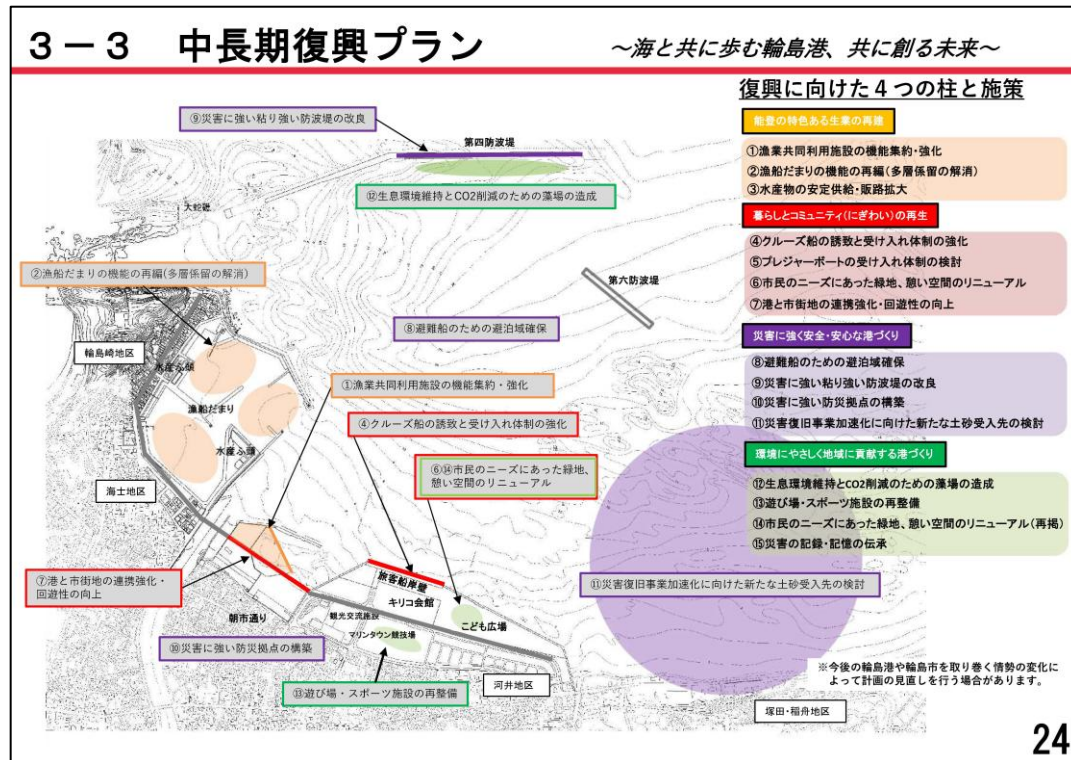 3-3 中長期復興プラン
～海と共に歩む輪島港、共に創る未来～
復興に向けた4つの柱と施策
能登の特色ある生業の再建
①漁業共同利用施設の機能集約・強化
②漁船だまりの機能の再編(多層係留の解消)
③水産物の安定供給・販路拡大
暮らしとコミュニティ(にぎわい)の再生
④クルーズ船の誘致と受け入れ体制の強化
⑤プレジャーボートの受け入れ体制の検討
⑥市民のニーズにあった緑地、憩い空間のリニューアル
⑦港と市街地の連携強化・回遊性の向上
災害に強く安全・安心な港づくり
⑧避難船のための避泊域確保
⑨災害に強い粘り強い防波堤の改良
⑩災害に強い防災拠点の構築
⑪災害復旧事業加速化に向けた新たな土砂受入先の検討
環境にやさしく地域に貢献する港づくり
⑫生息環境維持とCO2削減のための藻場の造成
⑬遊び場・スポーツ施設の再整備
⑭市民のニーズにあった緑地、憩い空間のリニューアル(再掲)
⑮災害の記録・記憶の伝承
⑨災害に強い粘り強い防波堤の改良
第四防波堤
⑫生息環境維持とCO2削減のための藻場の造成
大蛇礁
②漁船だまりの機能の再編(多層係留の解消)
第六防波堤
⑧避難船のための避泊域確保
輪島崎地区
水産ふ頭
①漁業共同利用施設の機能集約・強化
漁船だまり
④クルーズ船の誘致と受け入れ体制の強化
水産ふ頭
⑥⑭市民のニーズにあった緑地、
憩い空間のリニューアル
海士地区
⑦港と市街地の連携強化・
回遊性の向上
旅客船岸壁
⑪災害復旧事業加速化に向けた新たな土砂受入先の検討
キリコ会館
朝市通り
観光交流施設
こども広場
マリンタウン競技場
⑩災害に強い防災拠点の構築
河井地区
⑬遊び場・スポーツ施設の再整備
塚田・稲舟地区
※今後の輪島港や輪島市を取り巻く情勢の変化に
よって計画の見直しを行う場合があります。
24